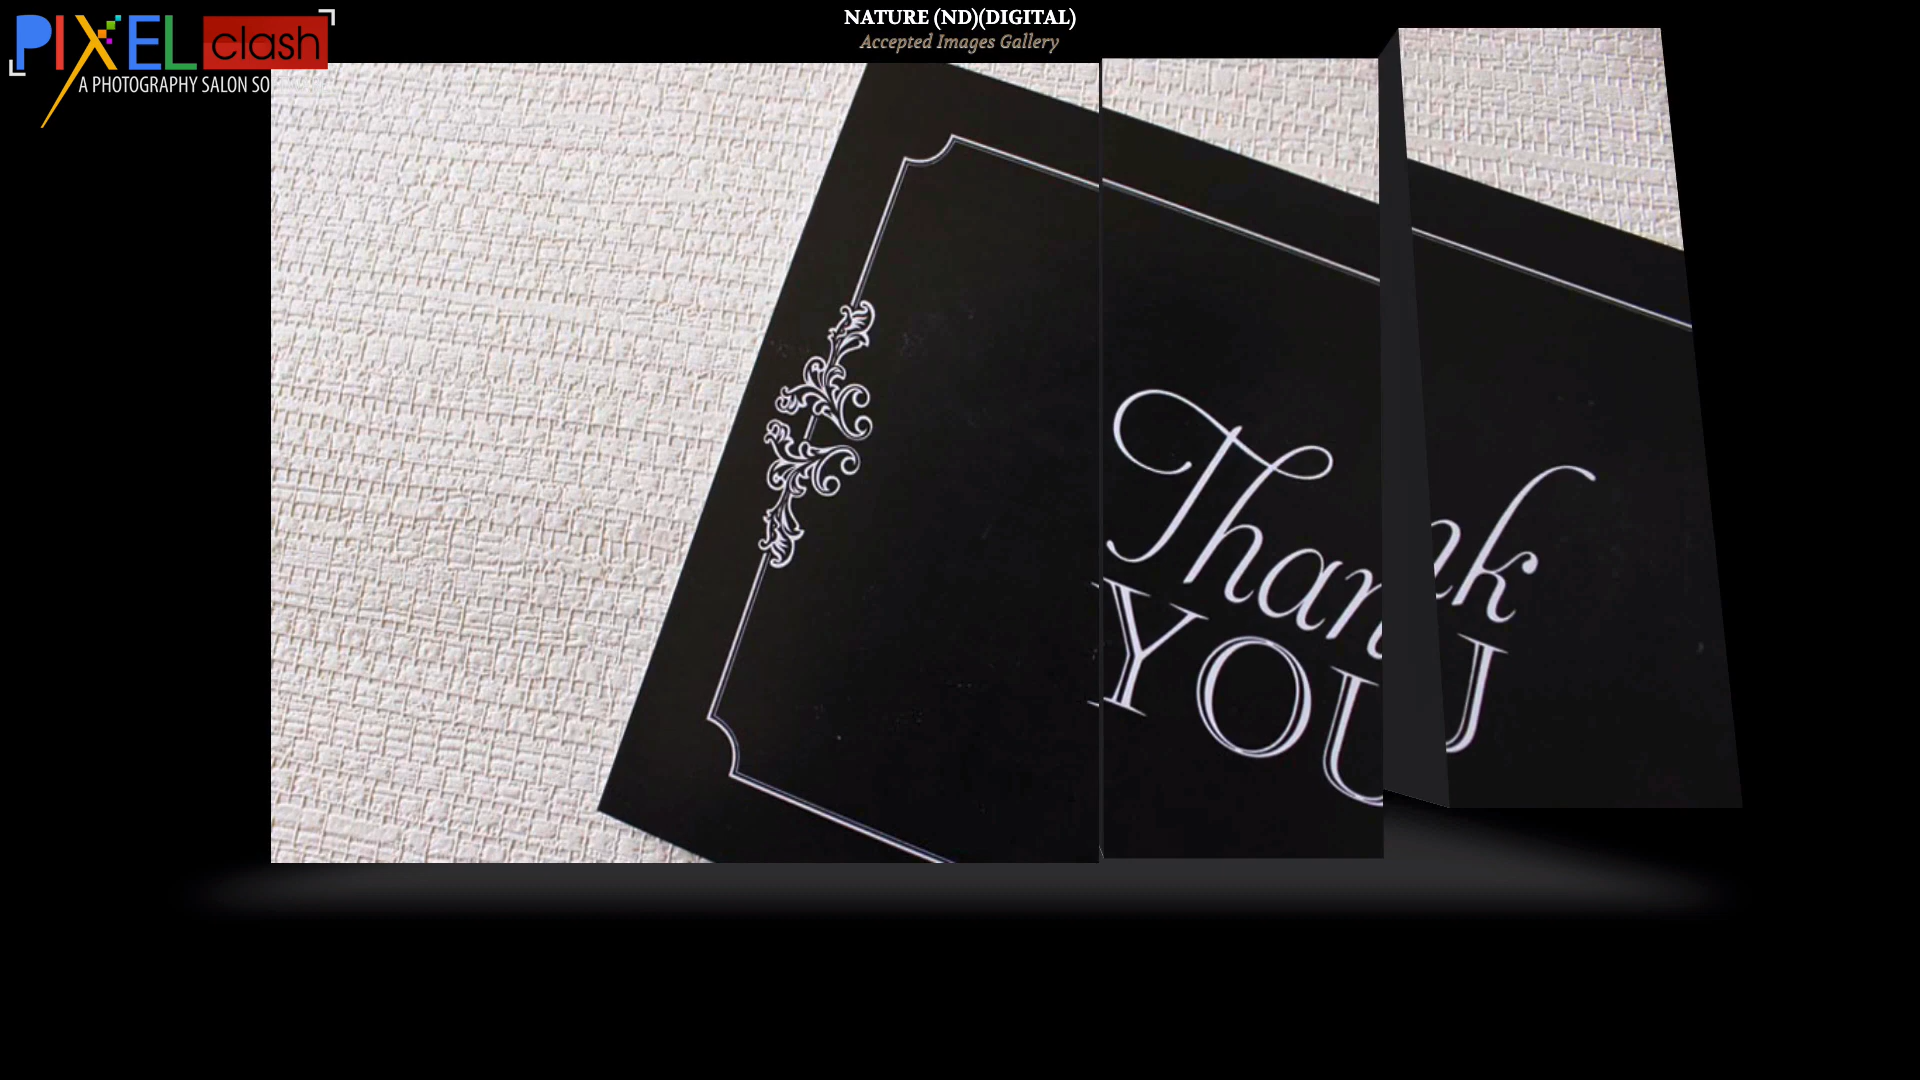 PIXEL clash
A PHOTOGRAPHY SALON SO
NATURE (ND)(DIGITAL)
Accepted Images Gallery
Thank
YOU